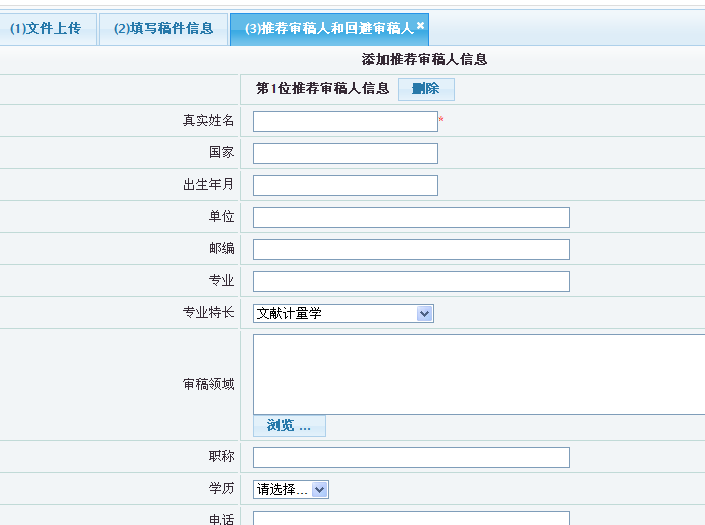 (1)文件上传 (2)填写稿件信息 (3)推荐审稿人和回避审稿人
添加推荐审稿人信息
第1位推荐审稿人信息 删除
真实姓名 *
国家
出生年月
单位
邮编
专业
专业特长 文献计量学
审稿领域
浏览 ...
职称
学历 请选择...
电话